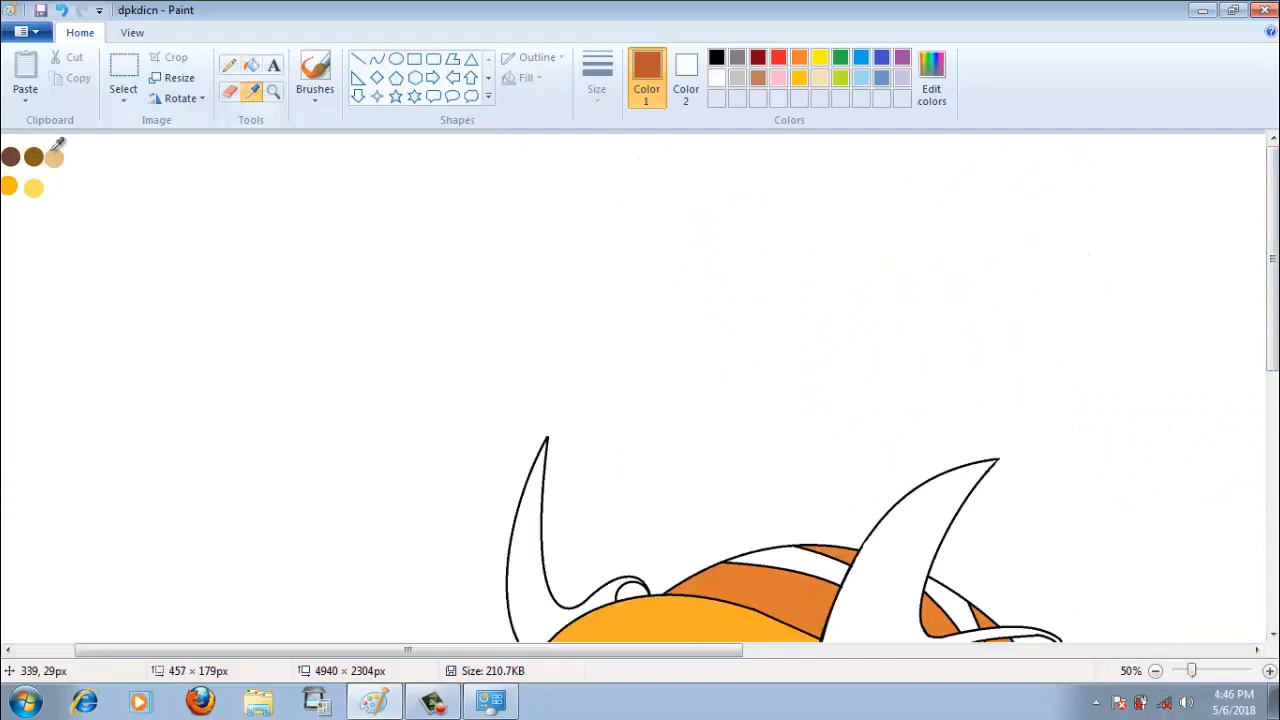 dpkdicn - Paint
Home
View
Paste
Cut
Copy
Clipboard
Select
Crop
Resize
Rotate
Image
A
Tools
Brushes
Outline
Fill
Shapes
Size
Color 1
Color 2
Edit colors
Colors
339, 29px
457 × 179px
4940 × 2304px
Size: 210.7KB
50%
4:46 PM
5/6/2018